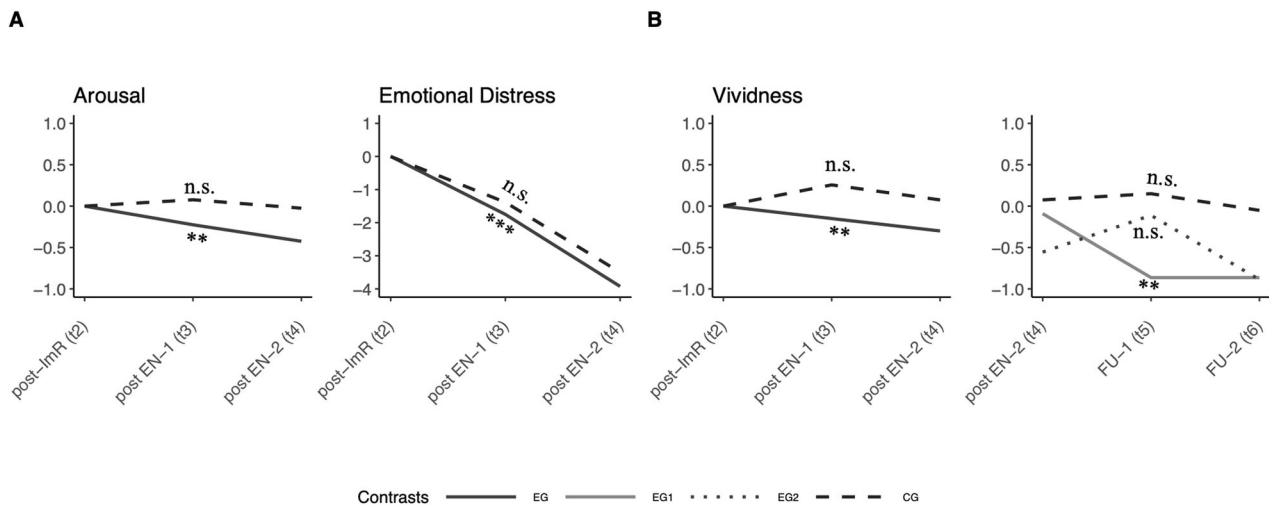 A
B
Arousal
1.0
0.5
0.0
−0.5
−1.0
n.s.
**
post−ImR (t2)
post EN−1 (t3)
post EN−2 (t4)
Emotional Distress
1
0
−1
−2
−3
−4
n.s.
***
post−ImR (t2)
post EN−1 (t3)
post EN−2 (t4)
Vividness
1.0
0.5
0.0
−0.5
−1.0
n.s.
**
post−ImR (t2)
post EN−1 (t3)
post EN−2 (t4)
1.0
0.5
0.0
−0.5
−1.0
n.s.
n.s.
**
post EN−2 (t4)
FU−1 (t5)
FU−2 (t6)
Contrasts EG EG1 EG2 CG